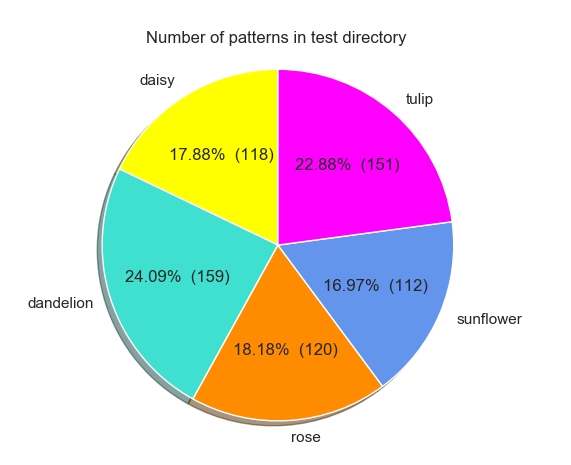 Number of patterns in test directory
daisy
tulip
17.88%  (118)
22.88%  (151)
24.09%  (159)
16.97%  (112)
dandelion
sunflower
18.18%  (120)
rose